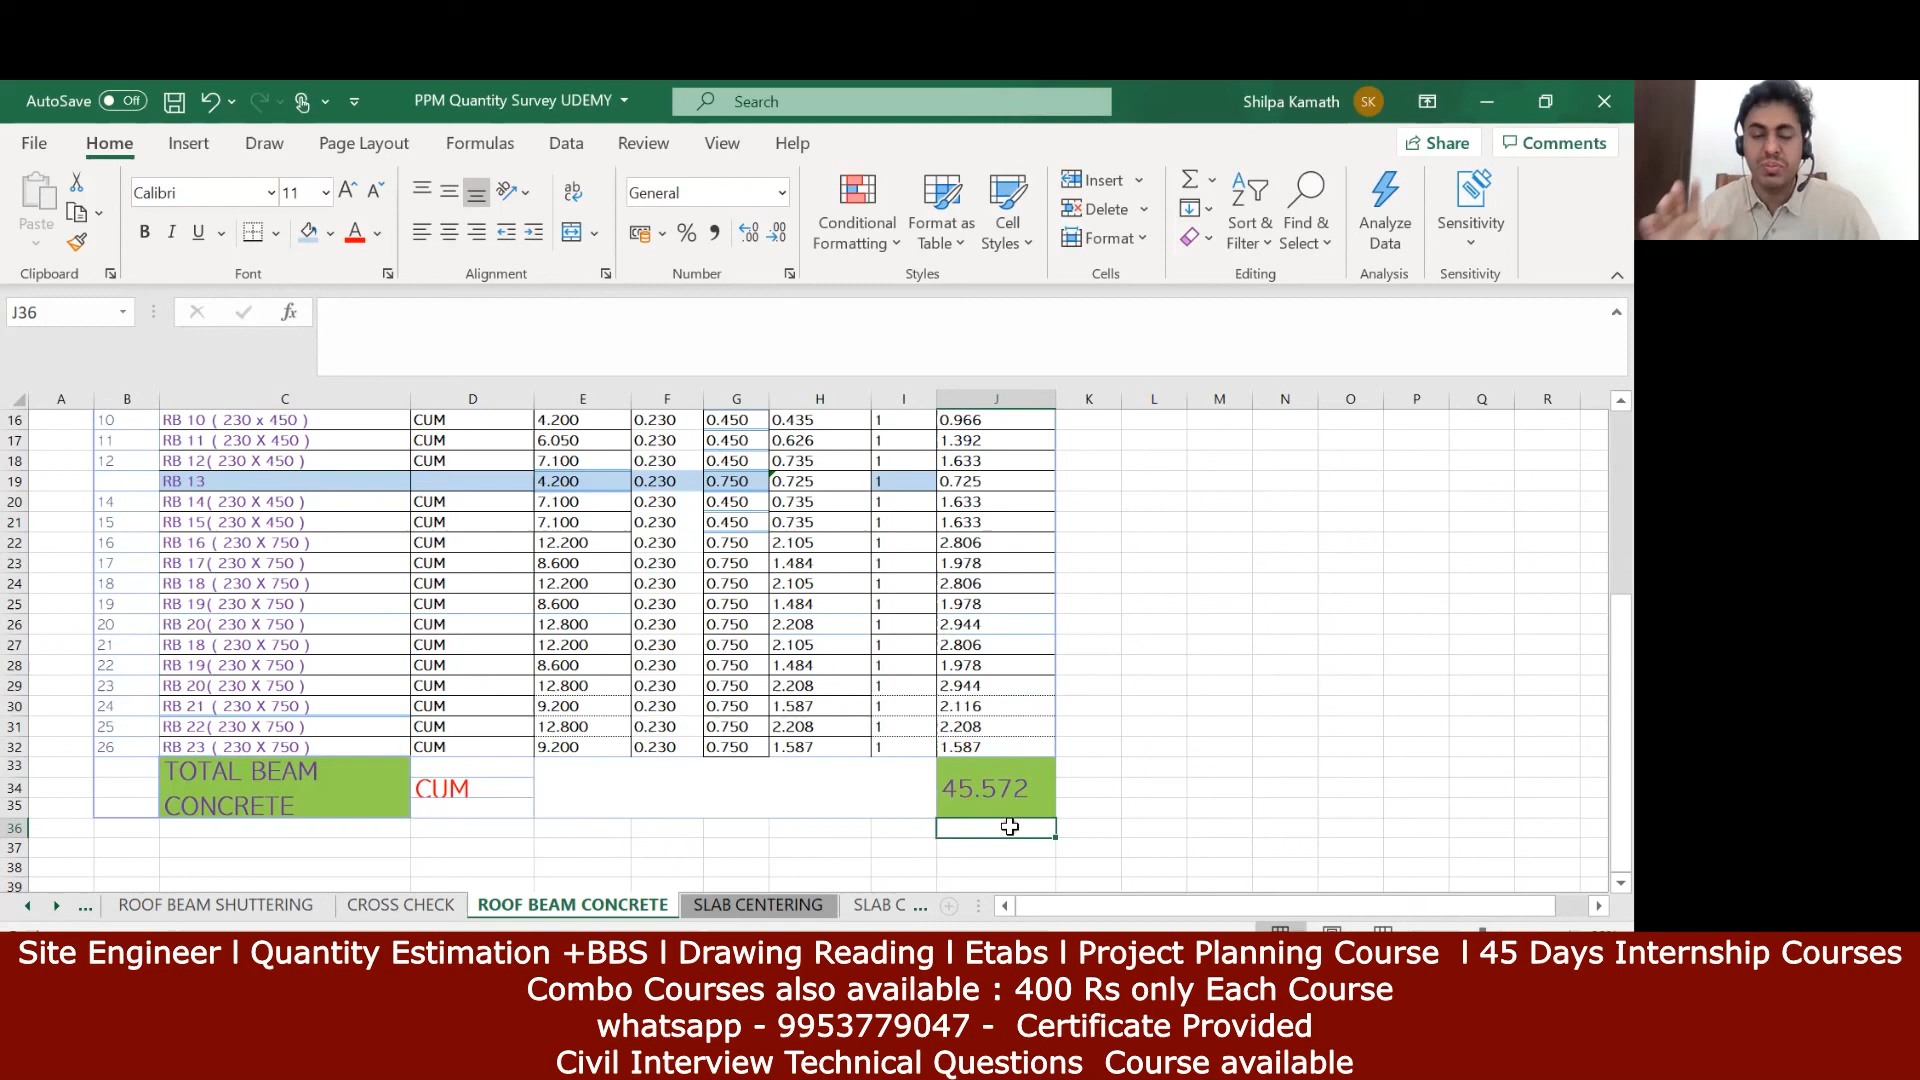 AutoSave Off PPM Quantity Survey UDEMY Search Shilpa Kamath SK
File Home Insert Draw Page Layout Formulas Data Review View Help Share Comments
Paste Calibri 11 General Conditional Formatting Format as Table Cell Styles Insert Delete Format Sort & Filter Find & Select Analyze Data Sensitivity
Clipboard Font Alignment Number Styles Cells Editing Analysis Sensitivity
J36 fx
A B C D E F G H I J K L M N O P Q R
16 10 RB 10 ( 230 x 450 ) CUM 4.200 0.230 0.450 0.435 1 0.966
17 11 RB 11 ( 230 X 450 ) CUM 6.050 0.230 0.450 0.626 1 1.392
18 12 RB 12( 230 X 450 ) CUM 7.100 0.230 0.450 0.735 1 1.633
19 RB 13 4.200 0.230 0.750 0.725 1 0.725
20 14 RB 14( 230 X 450 ) CUM 7.100 0.230 0.450 0.735 1 1.633
21 15 RB 15( 230 X 450 ) CUM 7.100 0.230 0.450 0.735 1 1.633
22 16 RB 16 ( 230 X 750 ) CUM 12.200 0.230 0.750 2.105 1 2.806
23 17 RB 17( 230 X 750 ) CUM 8.600 0.230 0.750 1.484 1 1.978
24 18 RB 18 ( 230 X 750 ) CUM 12.200 0.230 0.750 2.105 1 2.806
25 19 RB 19( 230 X 750 ) CUM 8.600 0.230 0.750 1.484 1 1.978
26 20 RB 20( 230 X 750 ) CUM 12.800 0.230 0.750 2.208 1 2.944
27 21 RB 18 ( 230 X 750 ) CUM 12.200 0.230 0.750 2.105 1 2.806
28 22 RB 19( 230 X 750 ) CUM 8.600 0.230 0.750 1.484 1 1.978
29 23 RB 20( 230 X 750 ) CUM 12.800 0.230 0.750 2.208 1 2.944
30 24 RB 21 ( 230 X 750 ) CUM 9.200 0.230 0.750 1.587 1 2.116
31 25 RB 22( 230 X 750 ) CUM 12.800 0.230 0.750 2.208 1 2.208
32 26 RB 23 ( 230 X 750 ) CUM 9.200 0.230 0.750 1.587 1 1.587
33 TOTAL BEAM
34 CUM 45.572
35 CONCRETE
36
37
38
39
... ROOF BEAM SHUTTERING CROSS CHECK ROOF BEAM CONCRETE SLAB CENTERING SLAB C ...
Site Engineer l Quantity Estimation +BBS l Drawing Reading l Etabs l Project Planning Course l 45 Days Internship Courses
Combo Courses also available : 400 Rs only Each Course
whatsapp - 9953779047 - Certificate Provided
Civil Interview Technical Questions Course available